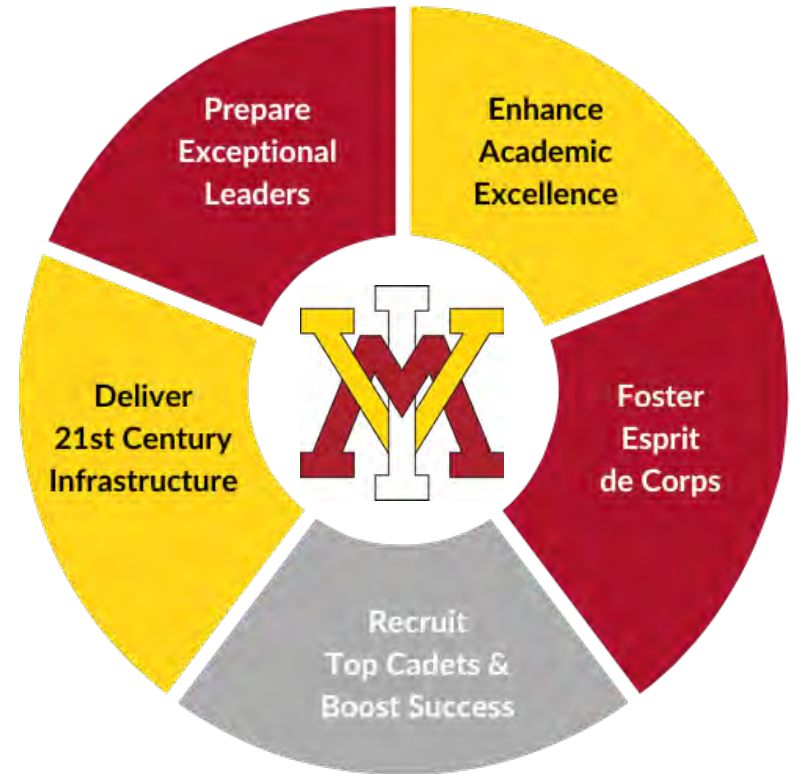 Prepare
Exceptional
Leaders
Enhance
Academic
Excellence
Foster
Esprit
de Corps
Recruit
Top Cadets &
Boost Success
Deliver
21st Century
Infrastructure
VMI